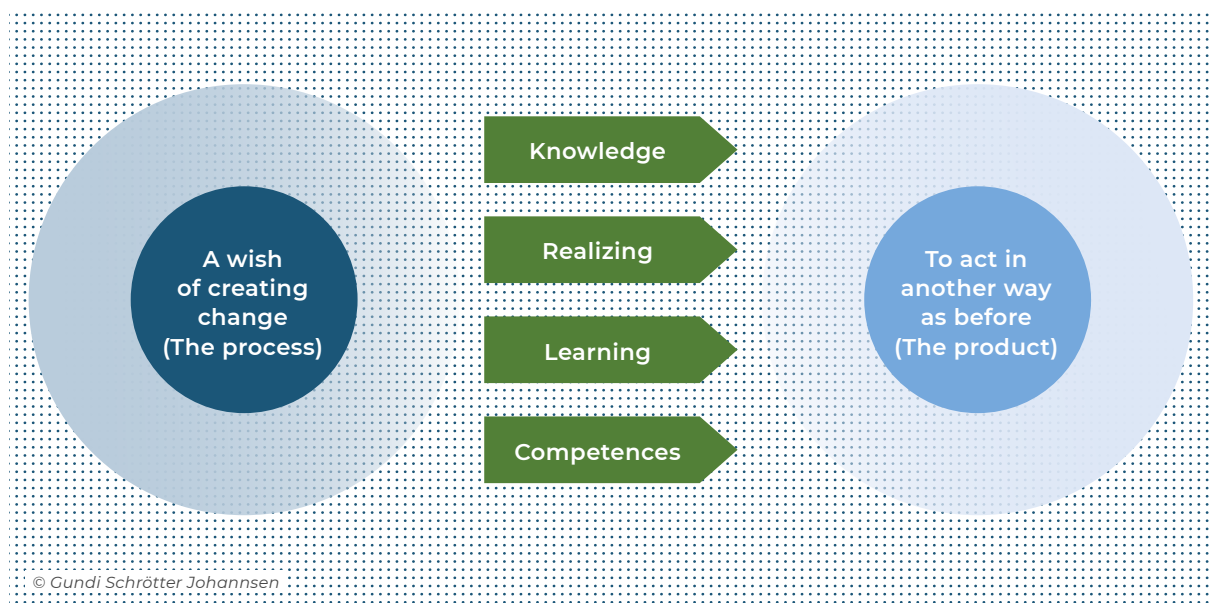 A wish
of creating
change
(The process)
Knowledge
Realizing
Learning
Competences
To act in
another way
as before
(The product)
© Gundi Schrötter Johannsen